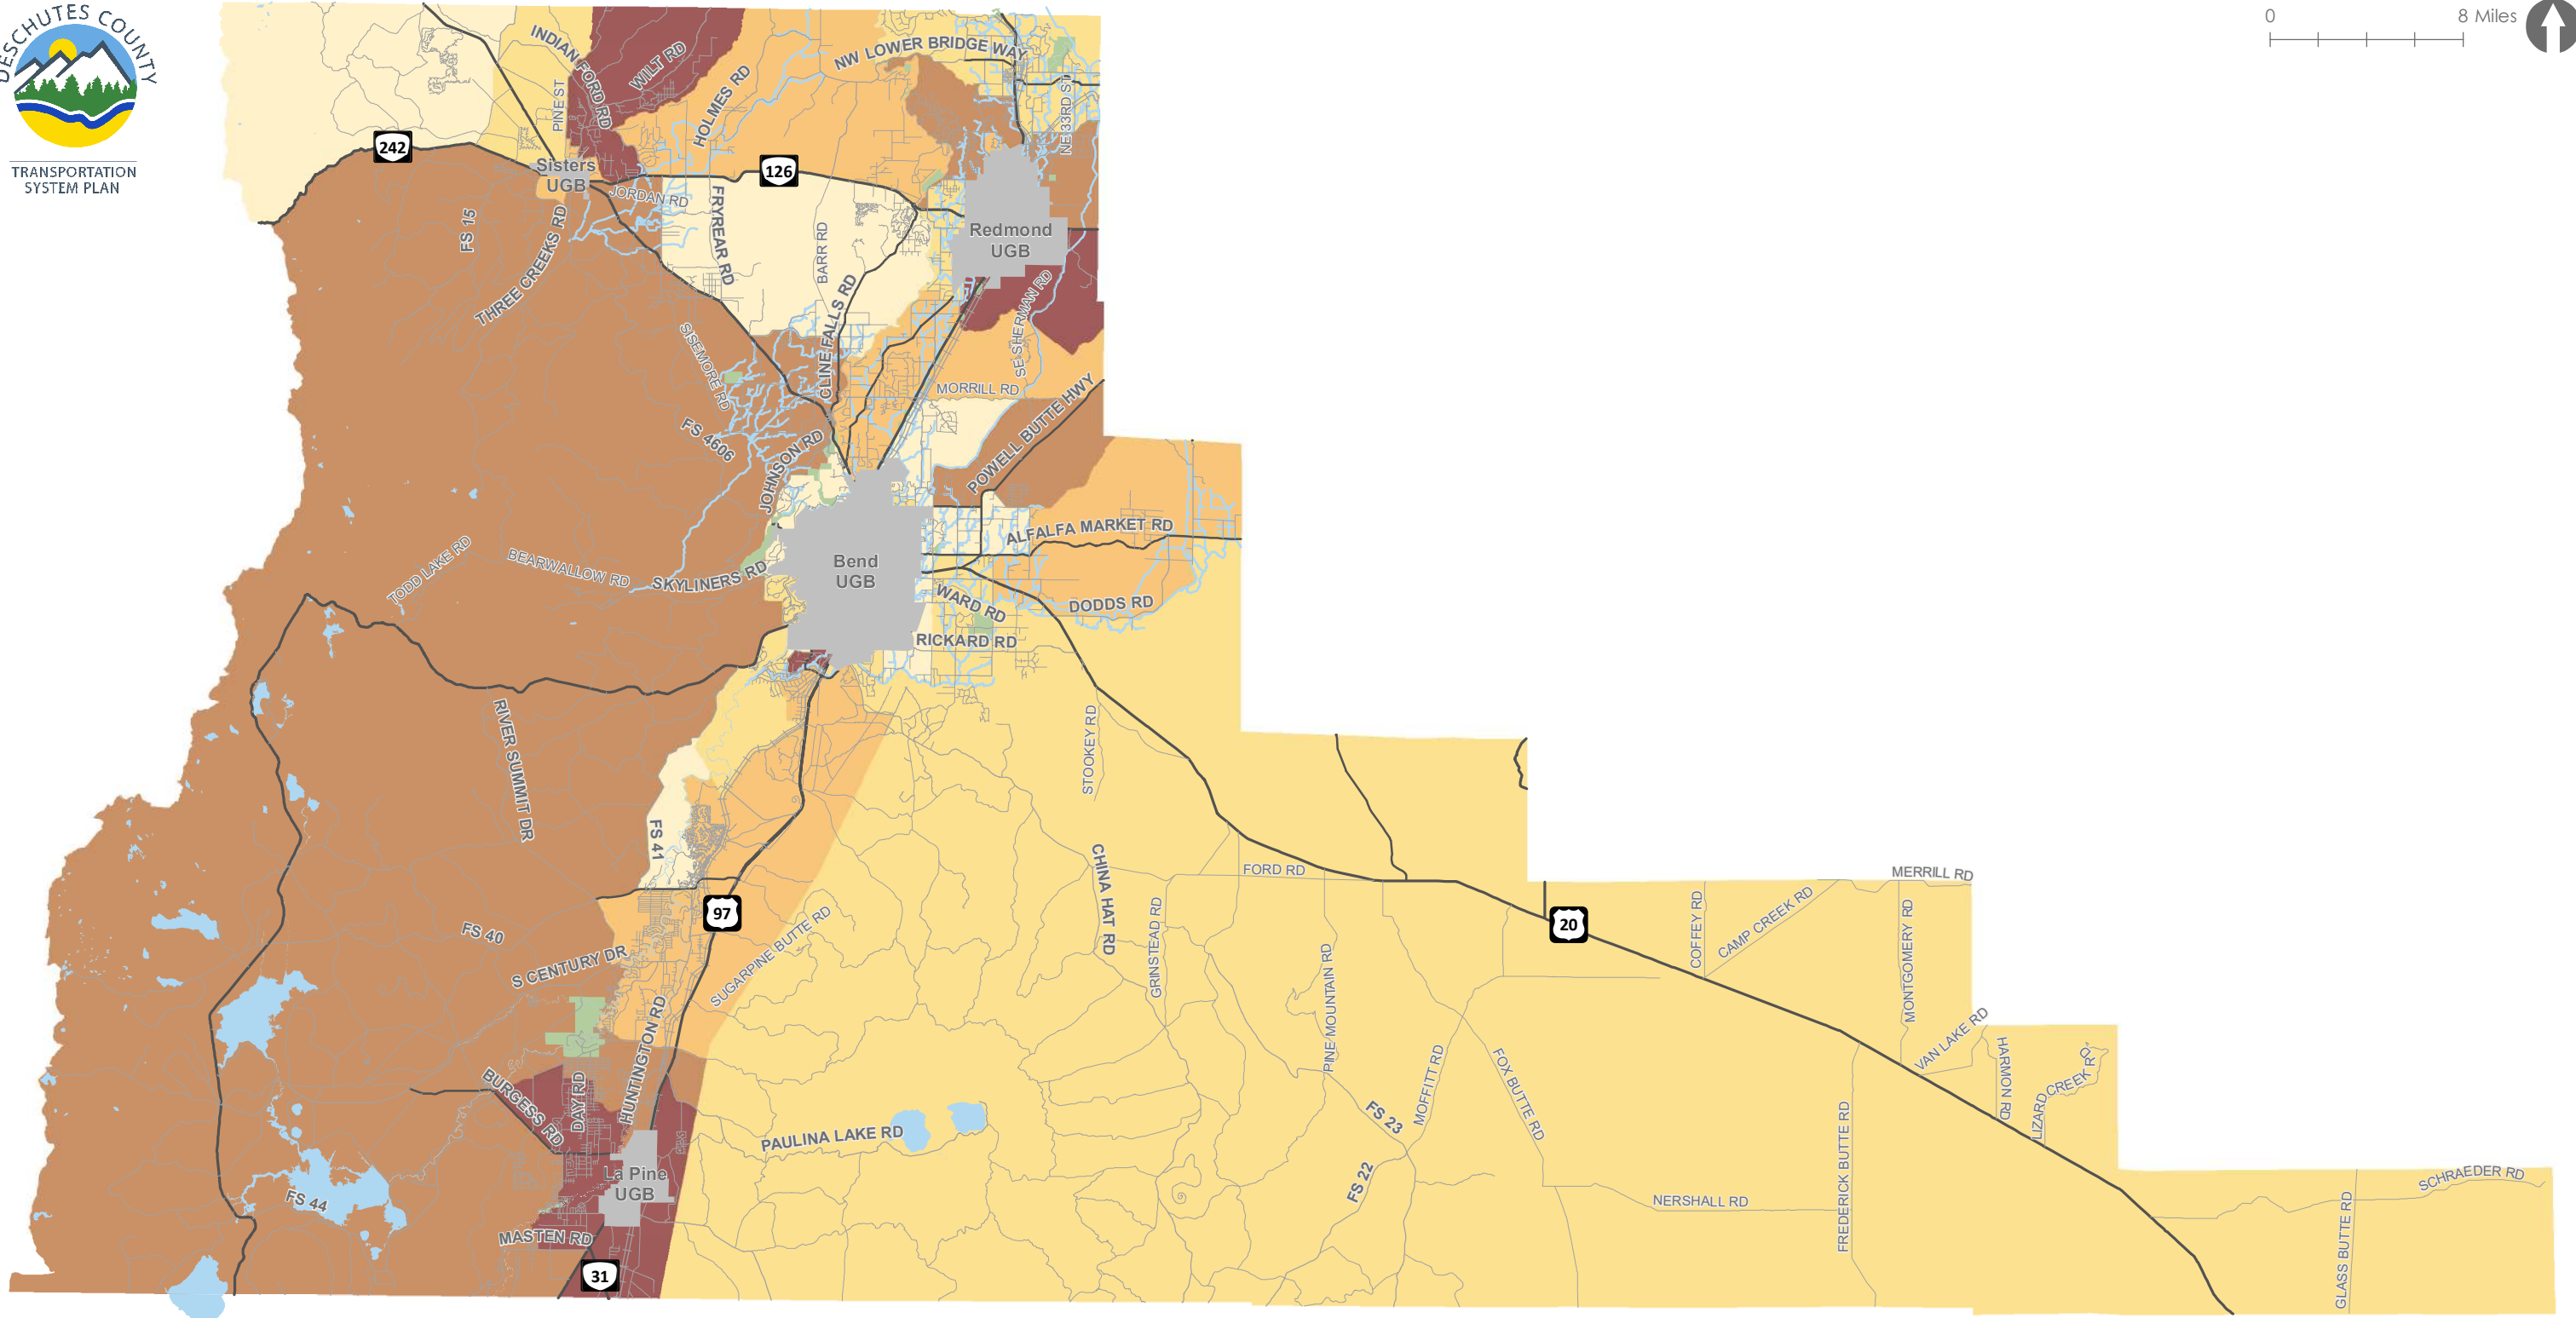 DESCHUTES COUNTY
TRANSPORTATION
SYSTEM PLAN
0 8 Miles
INDIAN FORD RD
WILT RD
PINE ST
HOLMES RD
NW LOWER BRIDGE WAY
NE 33RD ST
242
Sisters
UGB
126
JORDAN RD
FRYREAR RD
BARR RD
CLINE FALLS RD
Redmond
UGB
FS 15
THREE CREEKS RD
SISEMORE RD
SE SHERMAN RD
MORRILL RD
POWELL BUTTE HWY
FS 4606
JOHNSON RD
ALFALFA MARKET RD
TODD LAKE RD
BEARWALLOW RD
SKYLINERS RD
Bend
UGB
WARD RD
DODDS RD
RICKARD RD
RIVER SUMMIT DR
STOOKEY RD
FS 41
CHINA HAT RD
FORD RD
MERRILL RD
97
20
FS 40
S CENTURY DR
SUGARPINE BUTTE RD
GRINSTEAD RD
PINE MOUNTAIN RD
COFFEY RD
CAMP CREEK RD
MONTGOMERY RD
HUNTINGTON RD
BURGESS RD
DAY RD
MOFFITT RD
FOX BUTTE RD
VAN LAKE RD
HARMON RD
LIZARD CREEK RD
PAULINA LAKE RD
FS 23
FS 22
FREDERICK BUTTE RD
La Pine
UGB
FS 44
MASTEN RD
31
NERSHALL RD
SCHRAEDER RD
GLASS BUTTE RD